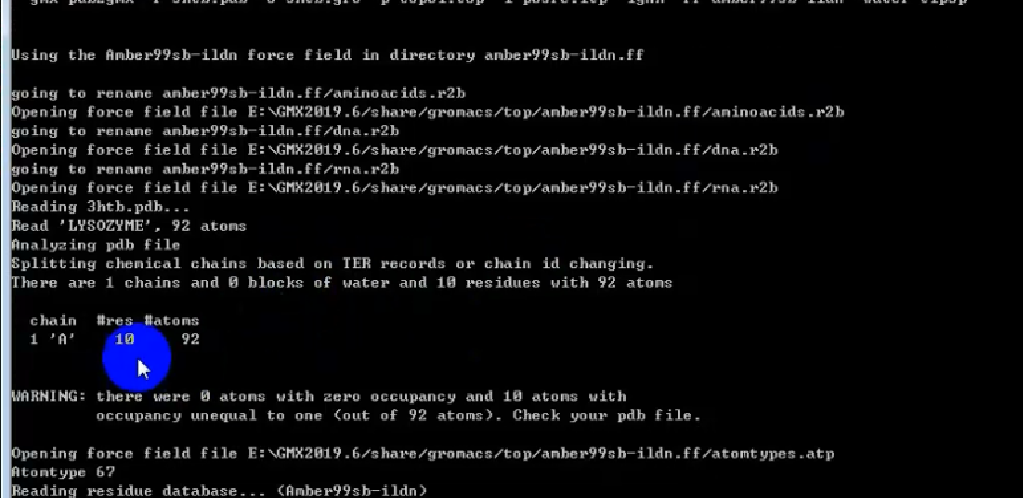 Using the Amber99sb-ildn force field in directory amber99sb-ildn.ff
going to rename amber99sb-ildn.ff/aminoacids.r2b
Opening force field file E:\GMX2019.6/share/gromacs/top/amber99sb-ildn.ff/aminoacids.r2b
going to rename amber99sb-ildn.ff/dna.r2b
Opening force field file E:\GMX2019.6/share/gromacs/top/amber99sb-ildn.ff/dna.r2b
going to rename amber99sb-ildn.ff/rna.r2b
Opening force field file E:\GMX2019.6/share/gromacs/top/amber99sb-ildn.ff/rna.r2b
Reading 3htb.pdb...
Read 'LYSOZYME', 92 atoms
Analyzing pdb file
Splitting chemical chains based on TER records or chain id changing.
There are 1 chains and 0 blocks of water and 10 residues with 92 atoms
chain #res #atoms
1 'A' 10 92
WARNING: there were 0 atoms with zero occupancy and 10 atoms with
occupancy unequal to one (out of 92 atoms). Check your pdb file.
Opening force field file E:\GMX2019.6/share/gromacs/top/amber99sb-ildn.ff/atomtypes.atp
Atomtype 67
Reading residue database... (Amber99sb-ildn)